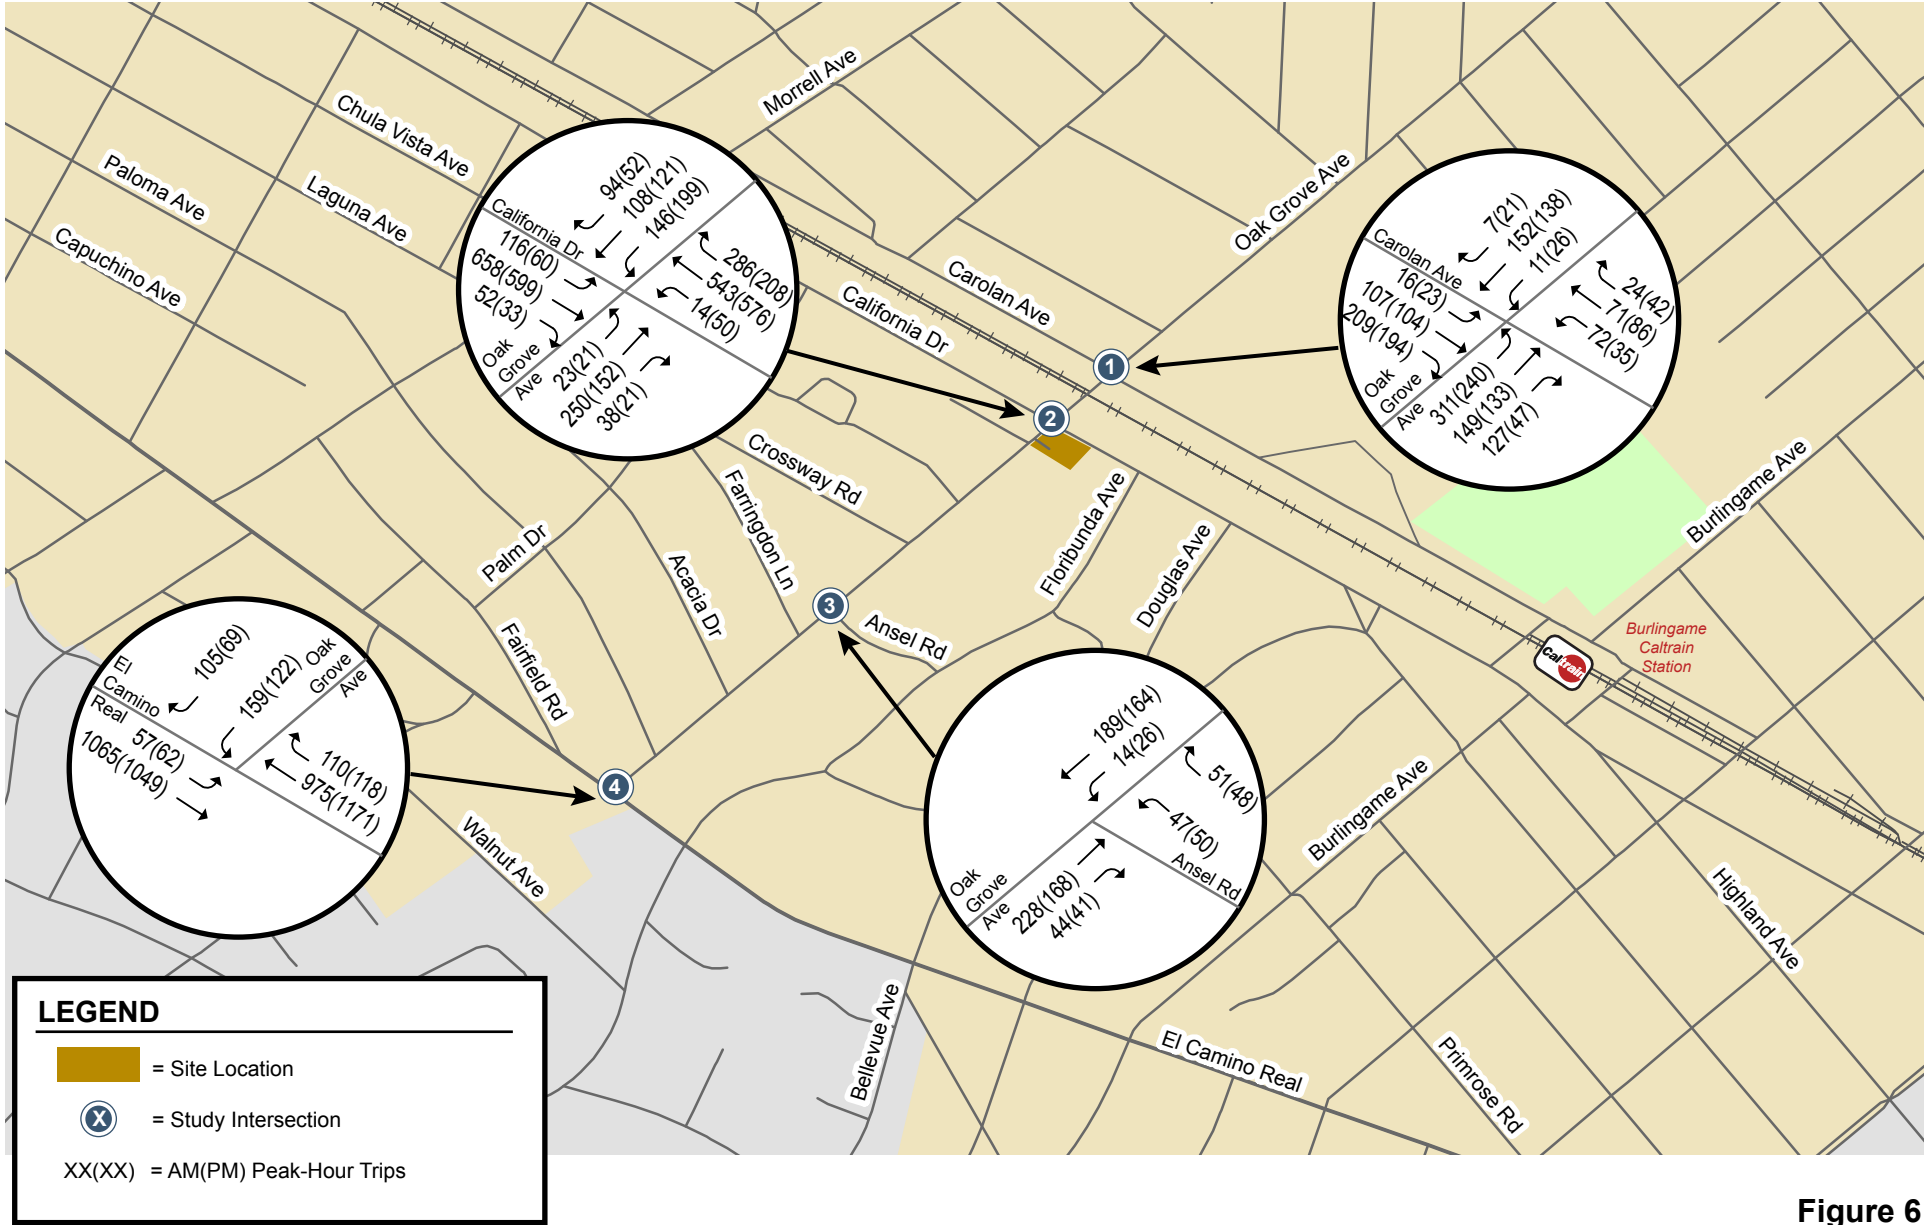 Morrell Ave
Chula Vista Ave
Paloma Ave
Laguna Ave
Capuchino Ave
Oak Grove Ave
Carolan Ave
California Dr
94(52)
108(121)
146(199)
California Dr
116(60)
658(599)
52(33)
286(208)
543(576)
14(50)
Oak
Grove
Ave
23(21)
250(152)
38(21)
7(21)
152(138)
11(26)
Carolan Ave
16(23)
107(104)
209(194)
24(42)
71(86)
72(35)
Oak
Grove
Ave
311(240)
149(133)
127(47)
1
2
3
4
Crossway Rd
Farringdon Ln
Floribunda Ave
Douglas Ave
Burlingame Ave
Palm Dr
Acacia Dr
Fairfield Rd
Ansel Rd
Burlingame
Caltrain
Station
Caltrain
105(69)
159(122)
Oak
Grove
Ave
El
Camino
Real
57(62)
1065(1049)
110(118)
975(1171)
189(164)
14(26)
51(48)
47(50)
Ansel Rd
Oak
Grove
Ave
228(168)
44(41)
Walnut Ave
Burlingame Ave
Highland Ave
Bellevue Ave
El Camino Real
Primrose Rd
LEGEND
= Site Location
X = Study Intersection
XX(XX) = AM(PM) Peak-Hour Trips
Figure 6